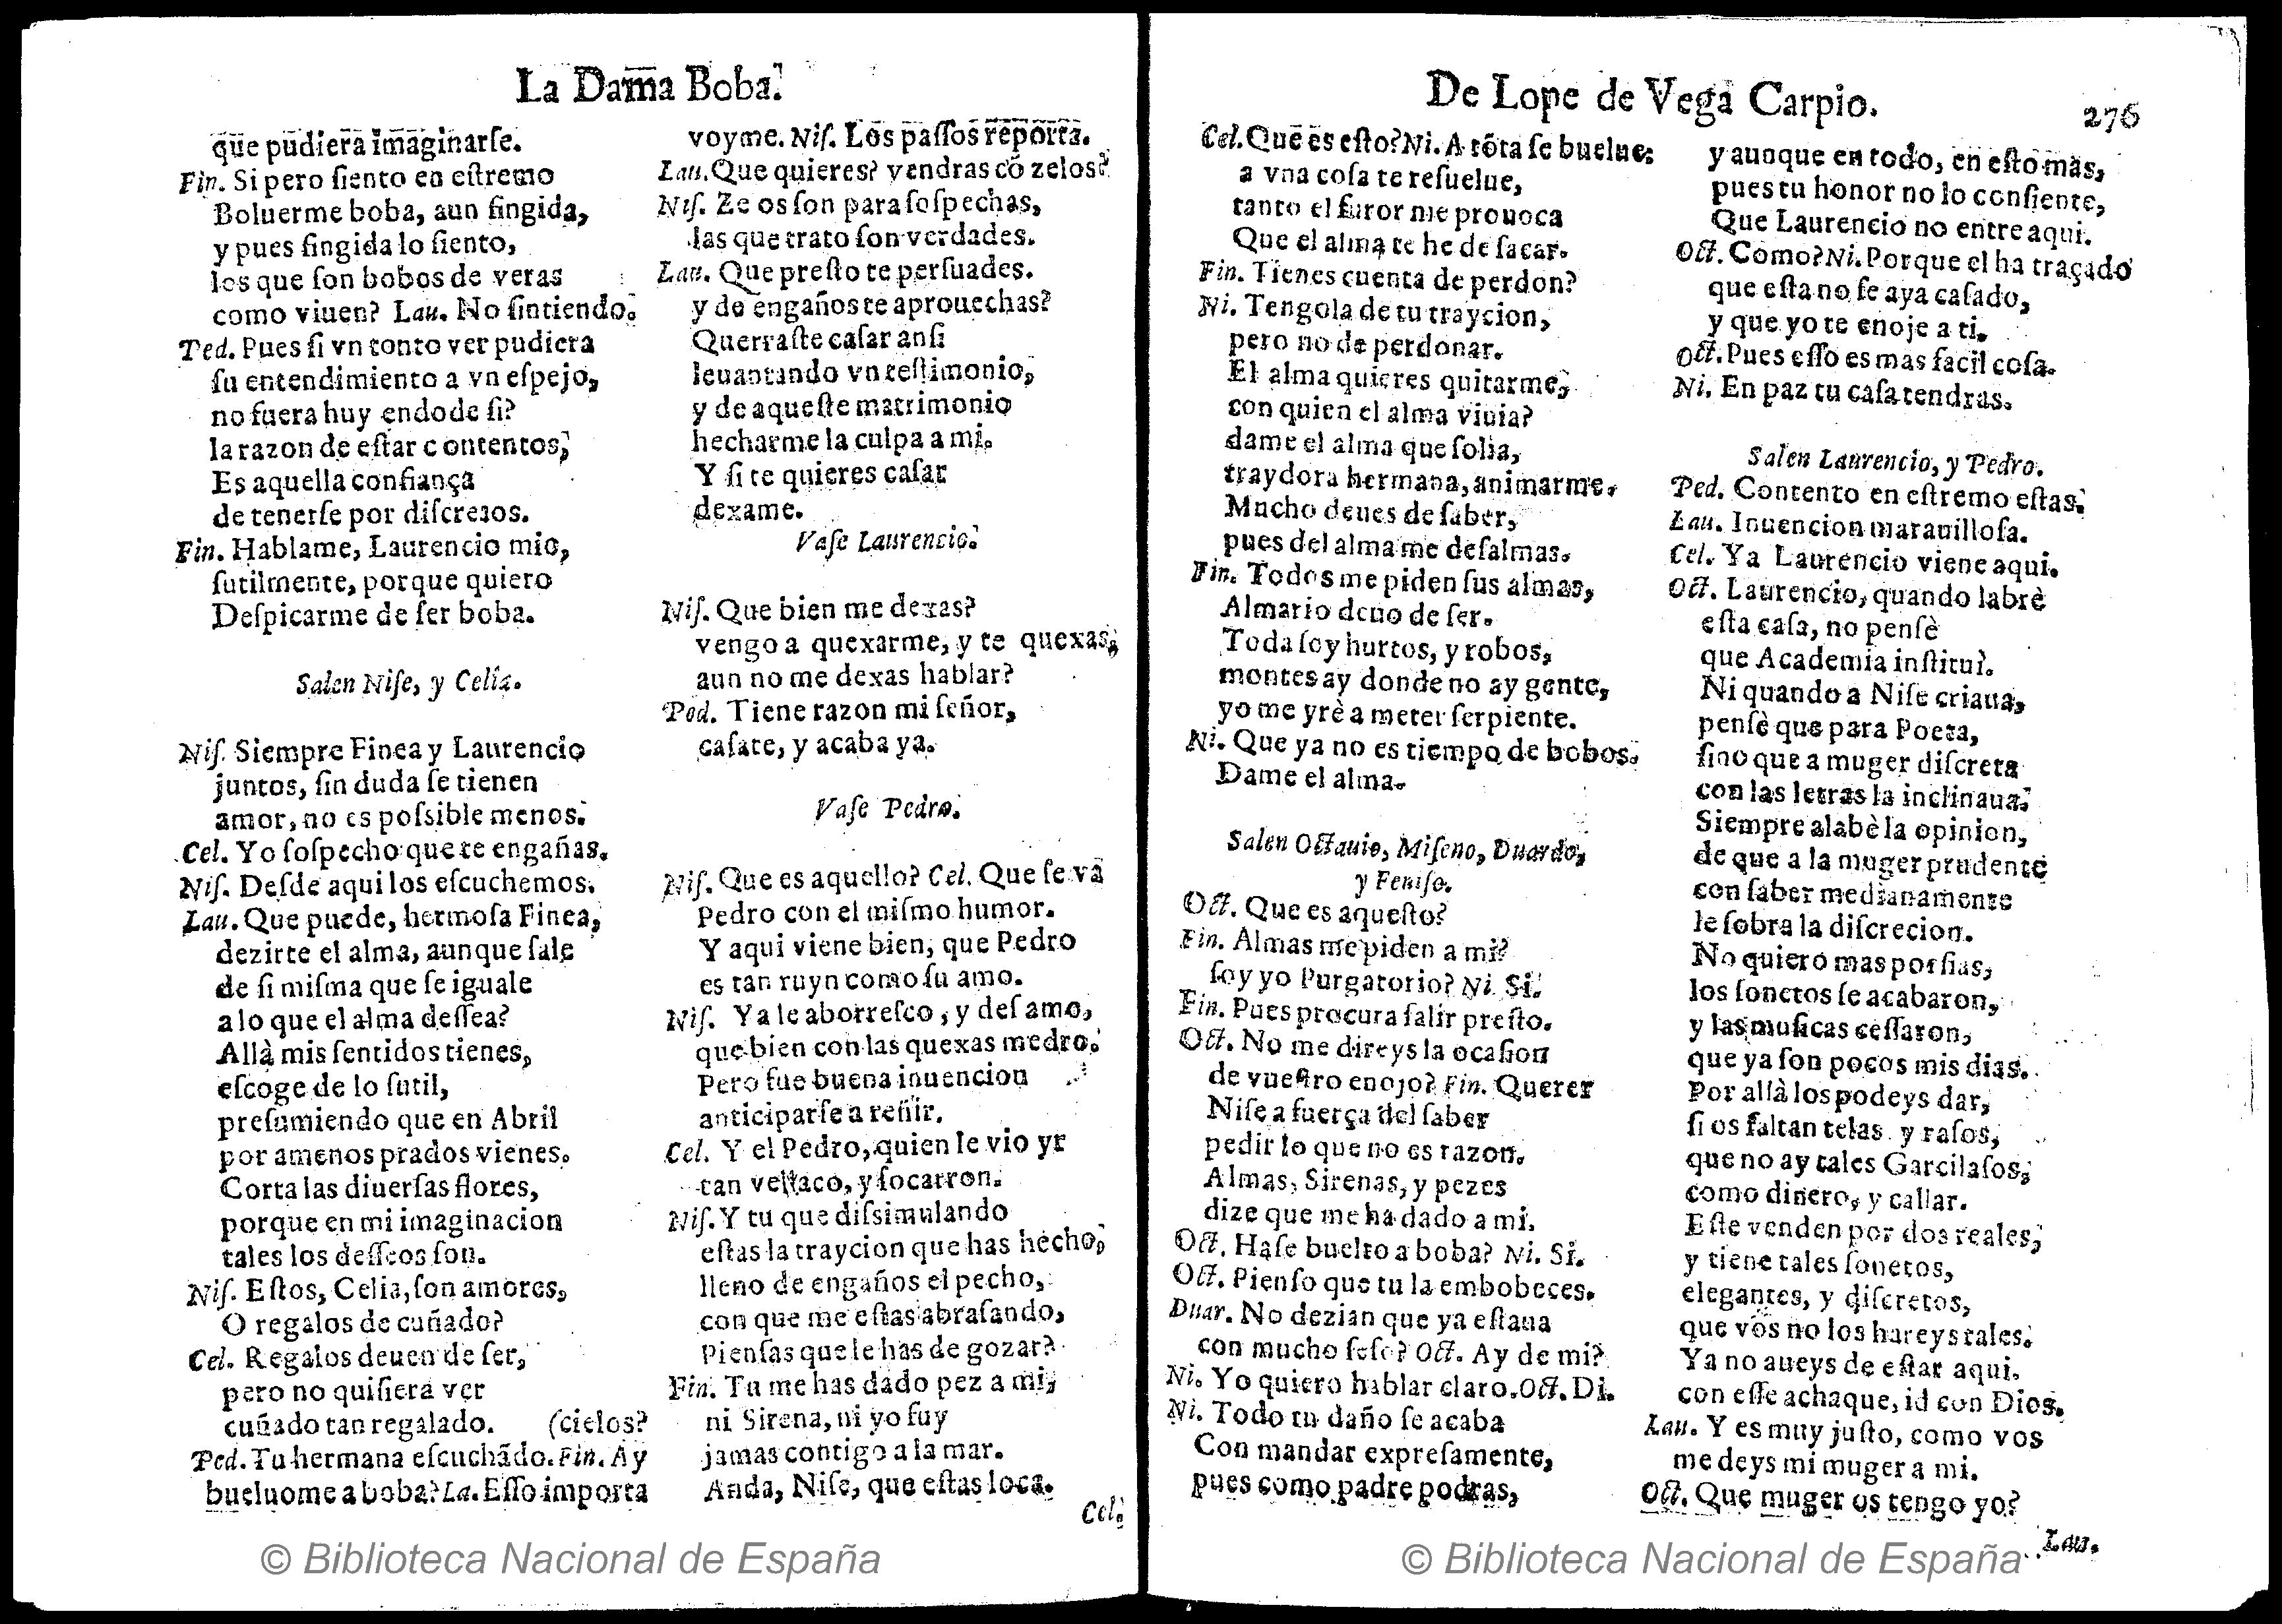 La Dama Boba.
que pudiera imaginarſe.
Fin. Si pero ſiento en eſtremo
Boluerme boba, aun fingida,
y pues fingida lo ſiento,
los que ſon bobos de veras
como viuen? Lau. No ſintiendo.
Ped. Pues ſi vn tonto ver pudiera
ſu entendimiento a vn eſpejo,
no fuera huy endode ſi?
la razon de eſtar c ontentos,
Es aquella confiança
de tenerſe por diſcretos.
Fin. Hablame, Laurencio mio,
ſutilmente, porque quiero
Deſpicarme de ſer boba.
Salen Niſe, y Celia.
Niſ. Siempre Finea y Laurencio
juntos, ſin duda ſe tienen
amor, no es poſsible menos.
Cel. Yo ſoſpecho que te engañas.
Niſ. Deſde aqui los eſcuchemos.
Lau. Que puede, hermoſa Finea,
dezirte el alma, aunque ſale
de ſi miſma que ſe iguale
a lo que el alma deſſea?
Allà mis ſentidos tienes,
eſcoge de lo ſutil,
preſumiendo que en Abril
por amenos prados vienes.
Corta las diuerſas flores,
porque en mi imaginacion
tales los deſſeos ſon.
Niſ. Eſtos, Celia, ſon amores,
O regalos de cuñado?
Cel. Regalos deuen de ſer,
pero no quiſiera ver
cuñado tan regalado. (cielos?
Ped. Tu hermana eſcuchãdo. Fin. Ay
bueluome a boba? La. Eſſo importa
voyme. Niſ. Los paſſos reporta.
Lau. Que quieres? vendras cõ zelos?
Niſ. Ze os ſon para ſoſpechas,
las que trato ſon verdades.
Lau. Que preſto te perſuades.
y de engaños te aprouechas?
Querraſte caſar anſi
leuantando vn teſtimonio,
y de aqueſte matrimonio
hecharme la culpa a mi.
Y ſi te quieres caſar
dexame.
Vaſe Laurencio.
Niſ. Que bien me dexas?
vengo a quexarme, y te quexas,
aun no me dexas hablar?
Ped. Tiene razon mi ſeñor,
caſate, y acaba ya.
Vaſe Pedro.
Niſ. Que es aquello? Cel. Que ſe va
Pedro con el miſmo humor.
Y aqui viene bien, que Pedro
es tan ruyn como ſu amo.
Niſ. Ya le aborreſco, y deſ amo,
que bien con las quexas medro.
Pero fue buena inuencion
anticiparſe a reñir.
Cel. Y el Pedro, quien le vio yr
tan vellaco, y ſocarron.
Niſ. Y tu que diſsimulando
eſtas la traycion que has hecho,
lleno de engaños el pecho,
con que me eſtas abraſando,
Pienſas que le has de gozar?
Fin. Tu me has dado pez a mi,
ni Sirena, ni yo fuy
jamas contigo a la mar.
Anda, Niſe, que eſtas loca.
Cel.
De Lope de Vega Carpio. 276
Cel. Que es eſto? Ni. A tõta ſe buelue:
a vna coſa te reſuelue,
tanto el furor me prouoca
Que el alma te he de ſacar.
Fin. Tienes cuenta de perdon?
Ni. Tengola de tu traycion,
pero no de perdonar.
El alma quieres quitarme,
con quien el alma viuia?
dame el alma que ſolia,
traydora hermana, animarme.
Mucho deues de ſaber,
pues del alma me deſalmas.
Fin. Todos me piden ſus almas,
Almario deuo de ſer.
Toda ſoy hurtos, y robos,
montes ay donde no ay gente,
yo me yrè a meter ſerpiente.
Ni. Que ya no es tiempo de bobos.
Dame el alma.
Salen Octauio, Miſeno, Duardo,
y Feniſo.
Oct. Que es aqueſto?
Fin. Almas me piden a mi?
ſoy yo Purgatorio? Ni. Si.
Fin. Pues procura ſalir preſto.
Oct. No me direys la ocaſion
de vueſtro enojo? Fin. Querer
Niſe a fuerça del ſaber
pedir lo que no es razon.
Almas, Sirenas, y pezes
dize que me ha dado a mi.
Oct. Haſe buelto a boba? Ni. Si.
Oct. Pienſo que tu la embobeces.
Duar. No dezian que ya eſtaua
con mucho ſeſo? Oct. Ay de mi?
Ni. Yo quiero hablar claro. Oct. Di.
Ni. Todo tu daño ſe acaba
Con mandar expreſamente,
pues como padre podras,
y aunque en todo, en eſto mas,
pues tu honor no lo conſiente,
Que Laurencio no entre aqui.
Oct. Como? Ni. Porque el ha traçado
que eſta no ſe aya caſado,
y que yo te enoje a ti.
Oct. Pues eſſo es mas facil coſa.
Ni. En paz tu caſa tendras.
Salen Laurencio, y Pedro.
Ped. Contento en eſtremo eſtas.
Lau. Inuencion marauilloſa.
Cel. Ya Laurencio viene aqui.
Oct. Laurencio, quando labrè
eſta caſa, no penſè
que Academia inſtituì.
Ni quando a Niſe criaua,
penſè que para Poeta,
ſino que a muger diſcreta
con las letras la inclinaua.
Siempre alabè la opinion,
de que a la muger prudente
con ſaber medianamente
le ſobra la diſcrecion.
No quiero mas porfias,
los ſonetos ſe acabaron,
y las muſicas ceſſaron,
que ya ſon pocos mis dias.
Por allà los podeys dar,
ſi os faltan telas y raſos,
que no ay tales Garcilaſos,
como dinero, y callar.
Eſte venden por dos reales,
y tiene tales ſonetos,
elegantes, y diſcretos,
que vos no los hareys tales.
Ya no aueys de eſtar aqui.
con eſſe achaque, id con Dios.
Lau. Y es muy juſto, como vos
me deys mi muger a mi.
Oct. Que muger os tengo yo?
Lau.
© Biblioteca Nacional de España
© Biblioteca Nacional de España